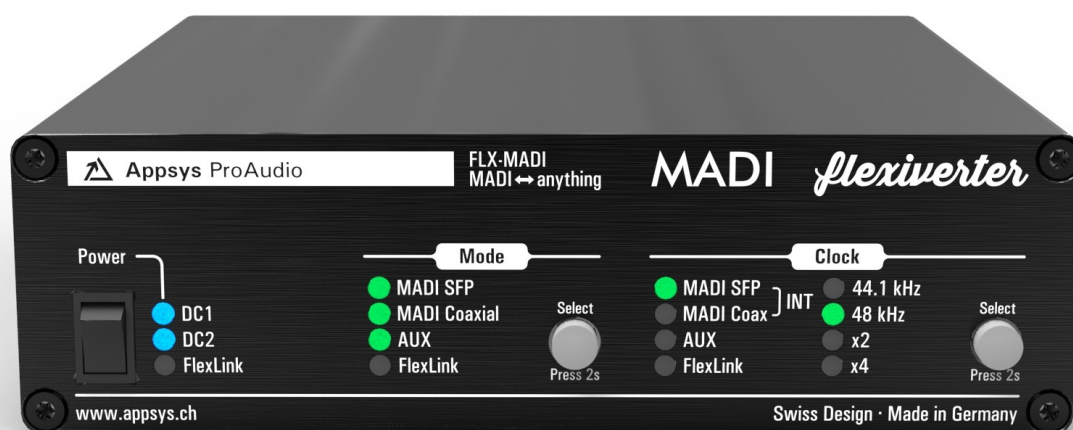 Appsys ProAudio
FLX-MADI
MADI↔anything
MADI flexiverter
Power
DC1
DC2
FlexLink
Mode
MADI SFP
MADI Coaxial
AUX
FlexLink
Select
Press 2s
Clock
MADI SFP
MADI Coax
INT
AUX
FlexLink
44.1 kHz
48 kHz
x2
x4
Select
Press 2s
www.appsys.ch
Swiss Design · Made in Germany